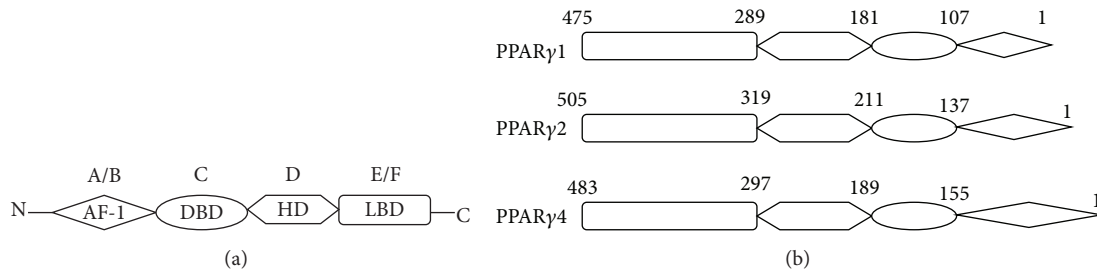 A/B C D E/F
N AF-1 DBD HD LBD C
(a)
475 289 181 107 1
PPARγ1
505 319 211 137 1
PPARγ2
483 297 189 155 1
PPARγ4
(b)